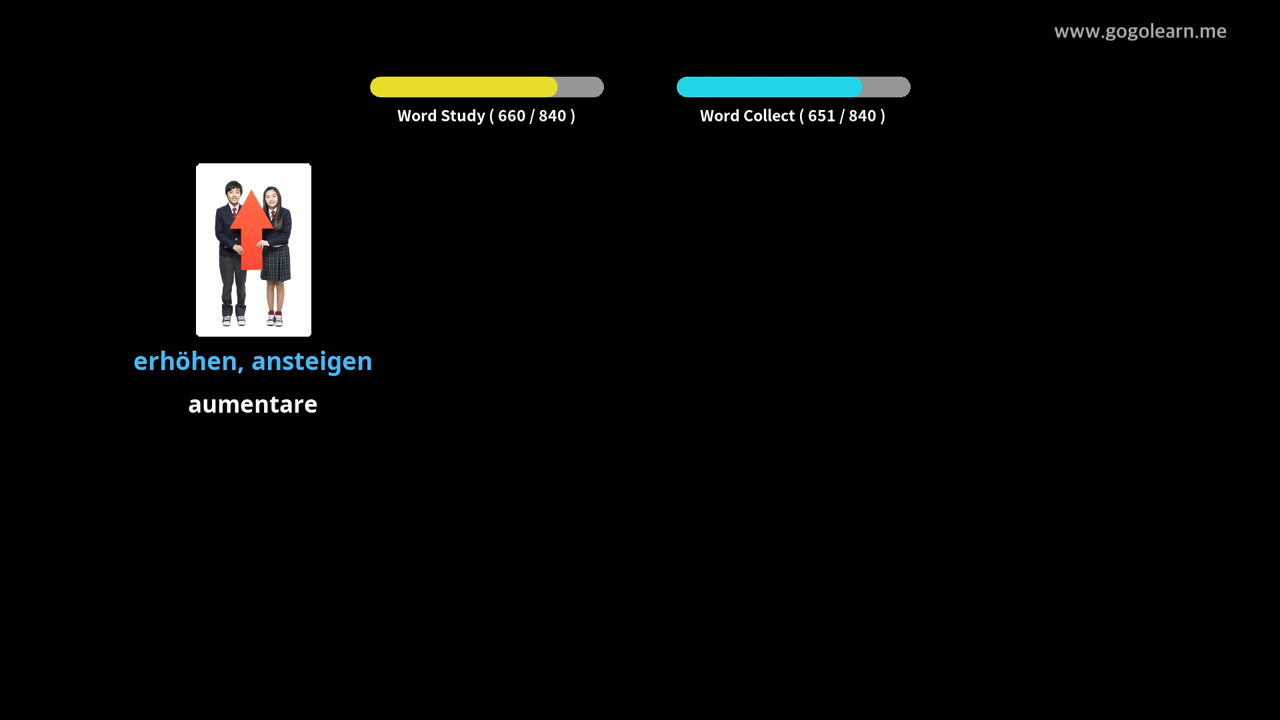 www.gogolearn.me
Word Study ( 660 / 840 )
Word Collect ( 651 / 840 )
erhöhen, ansteigen
aumentare